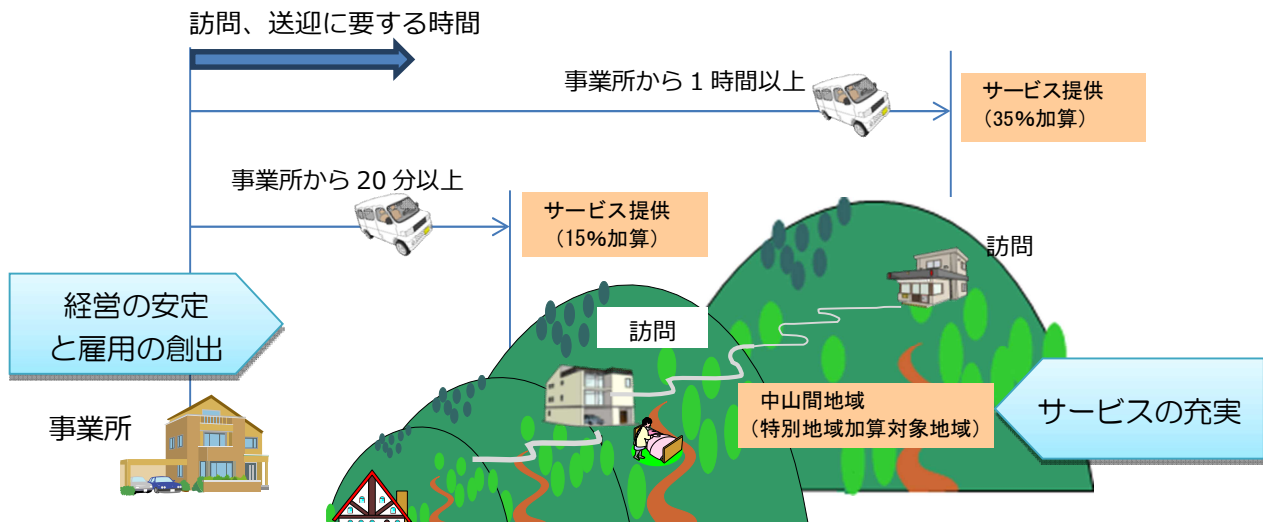 訪問、送迎に要する時間
事業所から1時間以上
サービス提供
（35%加算）
事業所から20分以上
サービス提供
（15%加算）
訪問
経営の安定
と雇用の創出
訪問
中山間地域
（特別地域加算対象地域）
サービスの充実
事業所